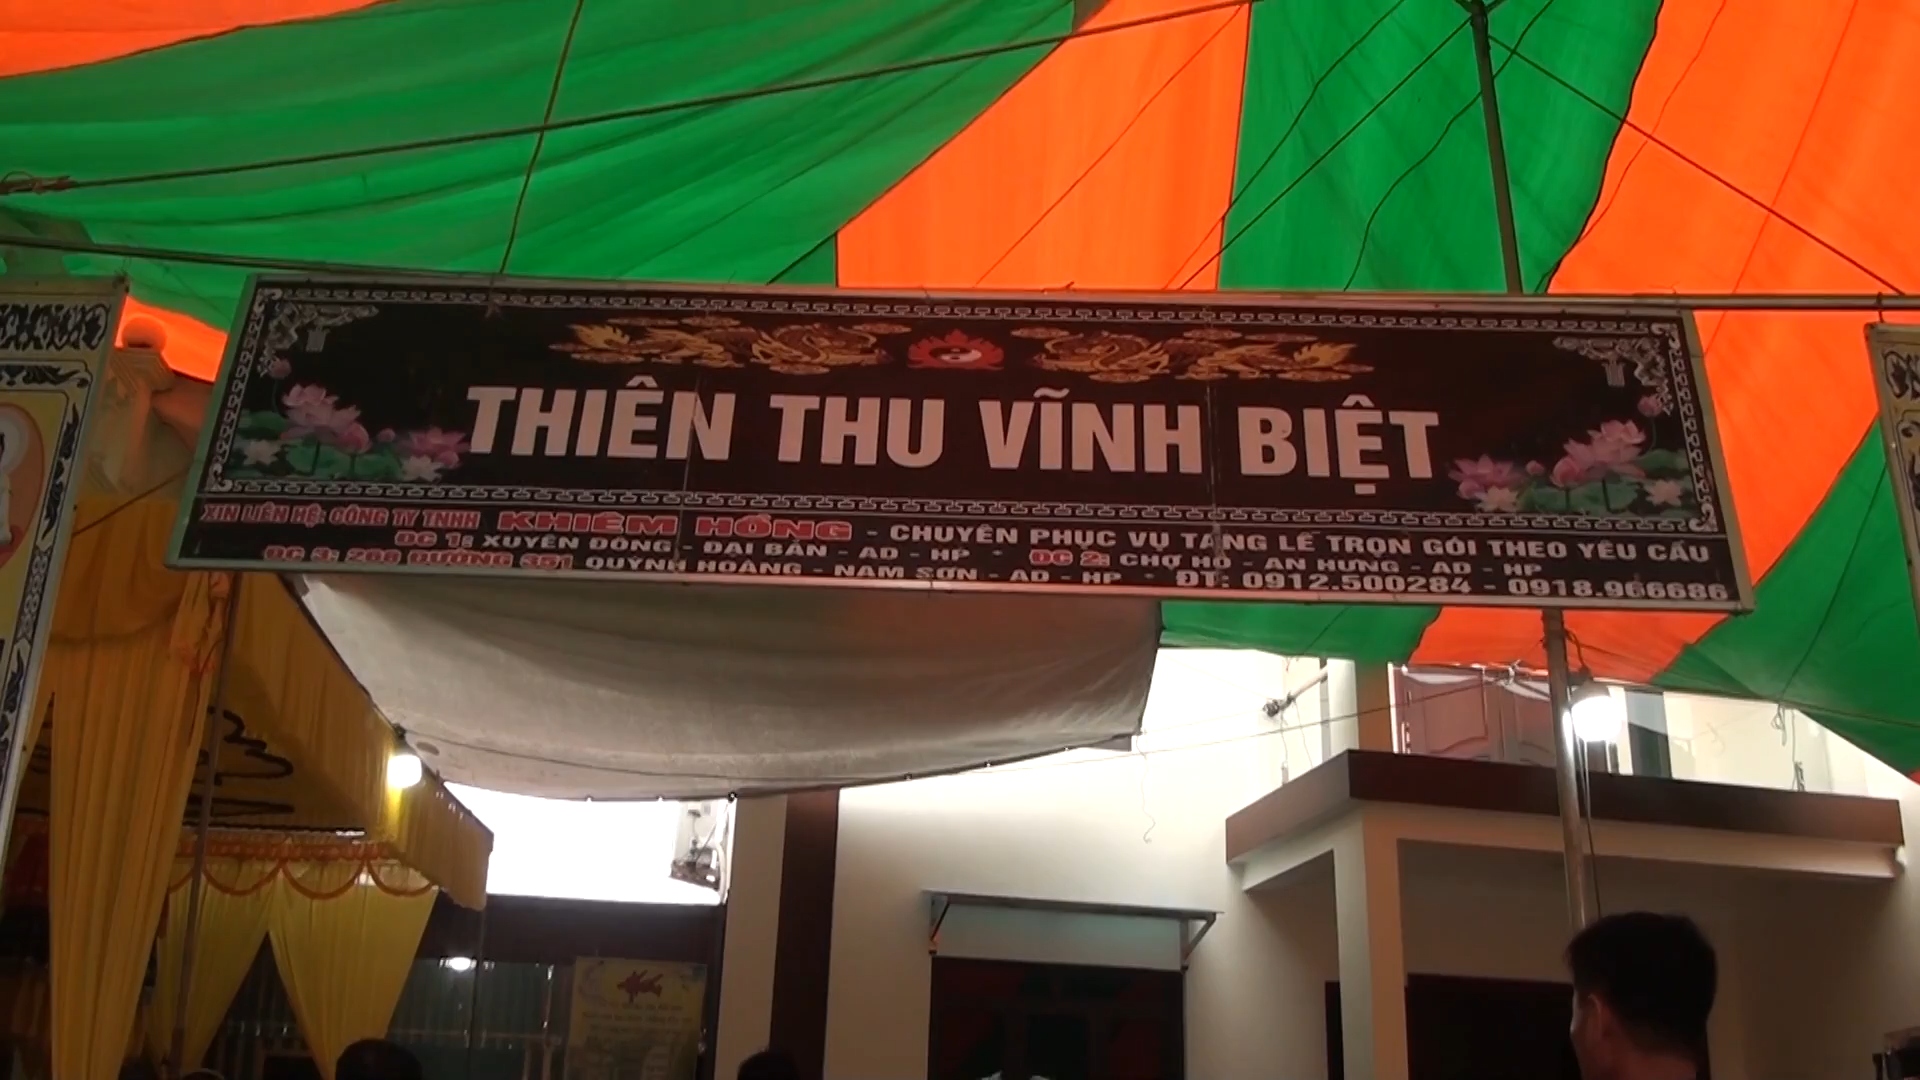 THIÊN THU VĨNH BIỆT
XIN LIÊN HỆ: CÔNG TY TNHH KHIÊM HỒNG - CHUYÊN PHỤC VỤ TANG LỄ TRỌN GÓI THEO YÊU CẦU
ĐC 1: XUYÊN ĐÔNG - ĐẠI BẢN - AD - HP * ĐC 2: CHỢ HỖ - AN HƯNG - AD - HP
ĐC 3: 268 ĐƯỜNG 351 QUỲNH HOÀNG - NAM SƠN - AD - HP * ĐT: 0912.500284 - 0918.966686